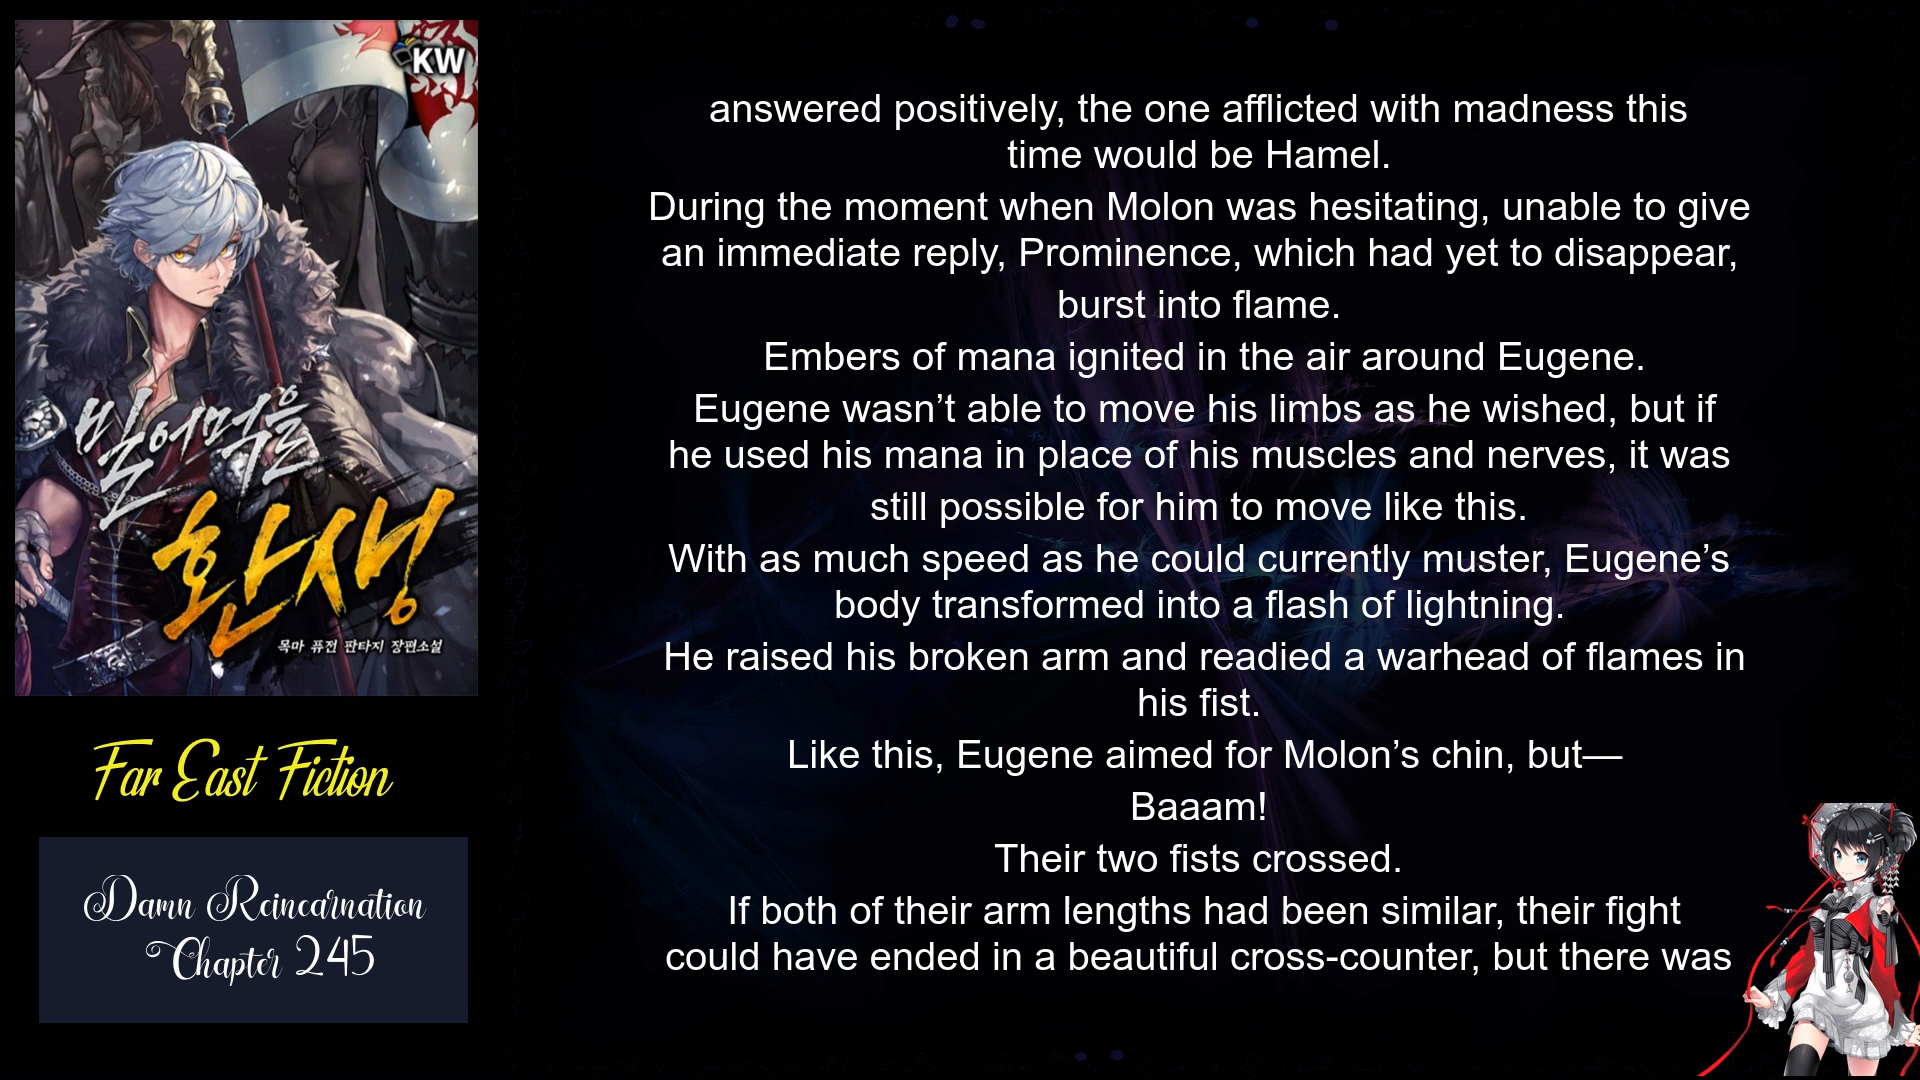 KW
빌어먹을
환생
목마 퓨전 판타지 장편소설
Far East Fiction
Damn Reincarnation
Chapter 245
answered positively, the one afflicted with madness this
time would be Hamel.
During the moment when Molon was hesitating, unable to give
an immediate reply, Prominence, which had yet to disappear,
burst into flame.
Embers of mana ignited in the air around Eugene.
Eugene wasn’t able to move his limbs as he wished, but if
he used his mana in place of his muscles and nerves, it was
still possible for him to move like this.
With as much speed as he could currently muster, Eugene’s
body transformed into a flash of lightning.
He raised his broken arm and readied a warhead of flames in
his fist.
Like this, Eugene aimed for Molon’s chin, but—
Baaam!
Their two fists crossed.
If both of their arm lengths had been similar, their fight
could have ended in a beautiful cross-counter, but there was